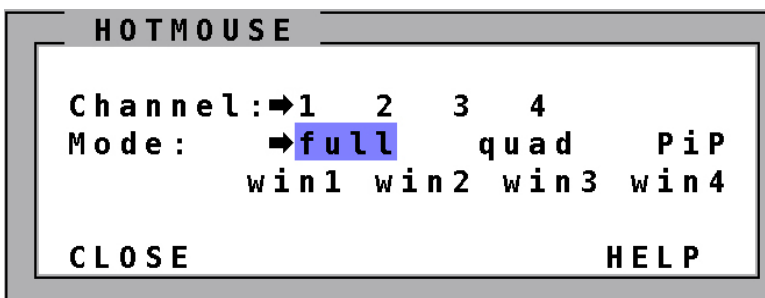 HOTMOUSE
Channel:➡1 2 3 4
Mode: ➡full quad PiP
win1 win2 win3 win4
CLOSE HELP